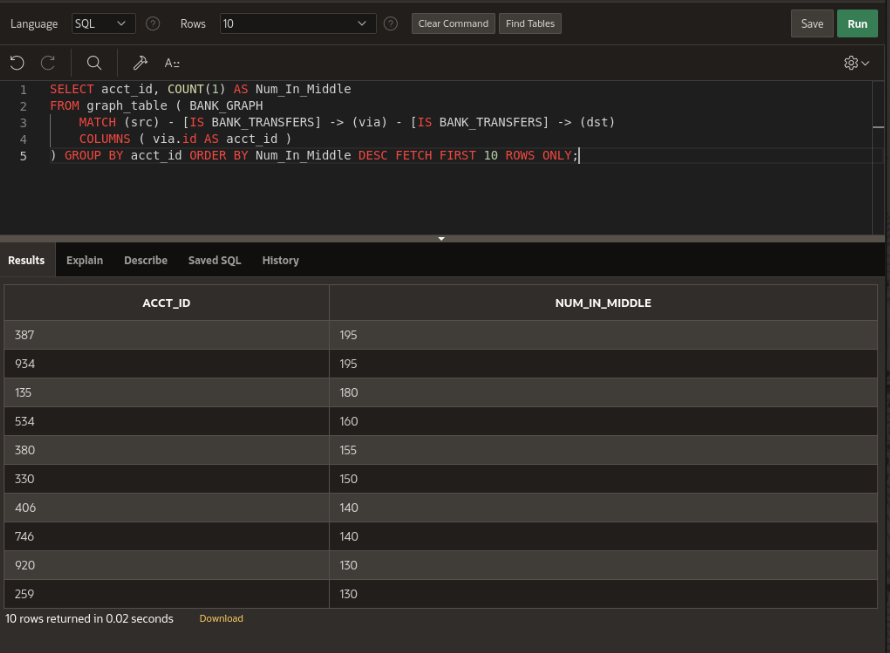 Language SQL Rows 10 Clear Command Find Tables Save Run
A::
1 SELECT acct_id, COUNT(1) AS Num_In_Middle
2 FROM graph_table ( BANK_GRAPH
3 MATCH (src) - [IS BANK_TRANSFERS] -> (via) - [IS BANK_TRANSFERS] -> (dst)
4 COLUMNS ( via.id AS acct_id )
5 ) GROUP BY acct_id ORDER BY Num_In_Middle DESC FETCH FIRST 10 ROWS ONLY;
Results Explain Describe Saved SQL History
ACCT_ID NUM_IN_MIDDLE
387 195
934 195
135 180
534 160
380 155
330 150
406 140
746 140
920 130
259 130
10 rows returned in 0.02 seconds Download